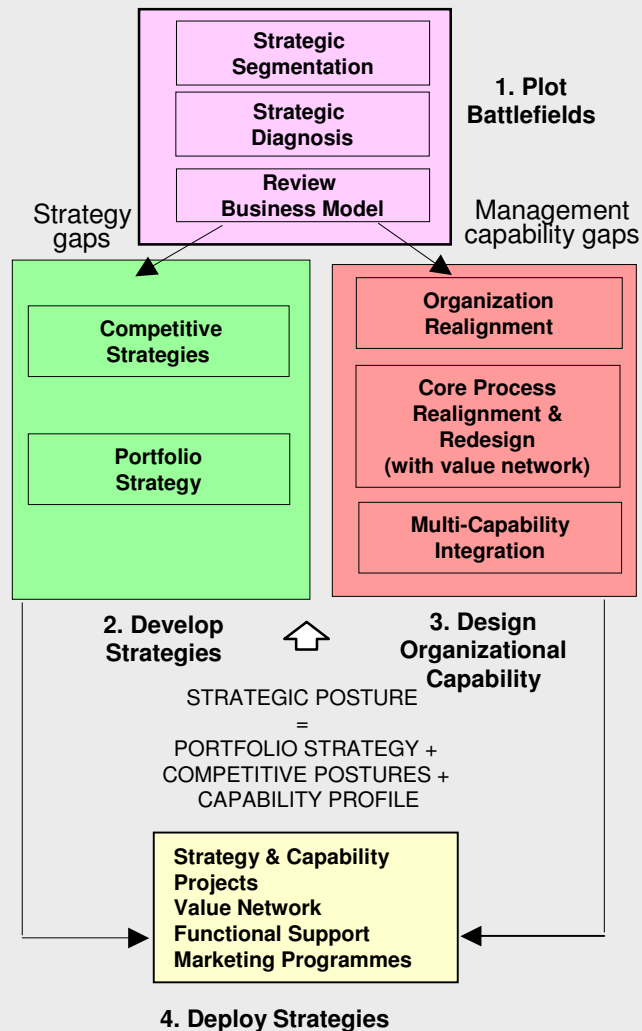 Strategic
Segmentation
Strategic
Diagnosis
Review
Business Model
1. Plot
Battlefields
Strategy
gaps
Management
capability gaps
Competitive
Strategies
Portfolio
Strategy
Organization
Realignment
Core Process
Realignment &
Redesign
(with value network)
Multi-Capability
Integration
2. Develop
Strategies
3. Design
Organizational
Capability
STRATEGIC POSTURE
=
PORTFOLIO STRATEGY +
COMPETITIVE POSTURES +
CAPABILITY PROFILE
Strategy & Capability
Projects
Value Network
Functional Support
Marketing Programmes
4. Deploy Strategies